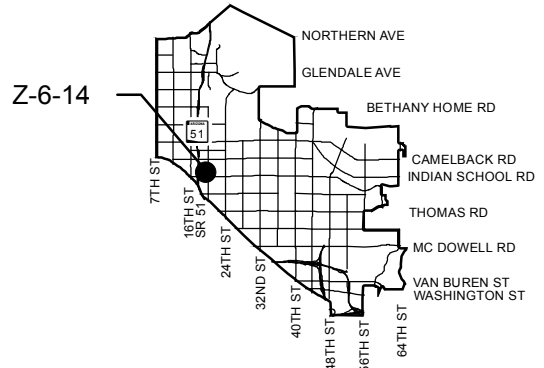 NORTHERN AVE
GLENDALE AVE
Z-6-14
BETHANY HOME RD
ARIZONA
51
CAMELBACK RD
INDIAN SCHOOL RD
THOMAS RD
MC DOWELL RD
VAN BUREN ST
WASHINGTON ST
7TH ST
16TH ST
SR 51
24TH ST
32ND ST
40TH ST
48TH ST
56TH ST
64TH ST